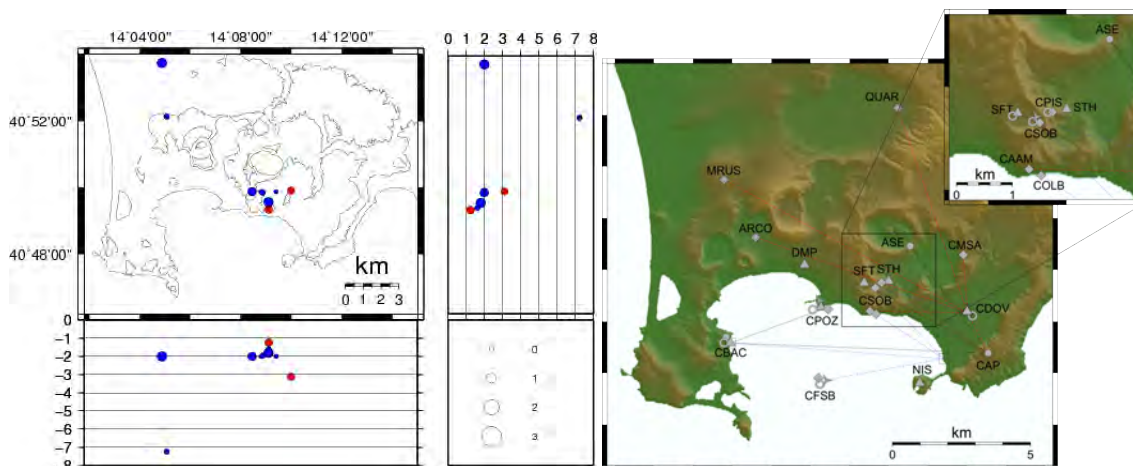 14˚04'00" 14˚08'00" 14˚12'00"
40˚52'00"
40˚48'00"
km
0 1 2 3
0 1 2 3 4 5 6 7 8
0
−1
−2
−3
−4
−5
−6
−7
−8
0
1
2
3
QUAR
MRUS
ARCO
DMP
ASE
CMSA
SFT STH
CSOB
CPOZ
CDOV
CBAC
CAP
NIS
CFSB
km
0 5
ASE
SFT CPIS STH
CSOB
CAAM
COLB
km
0 1